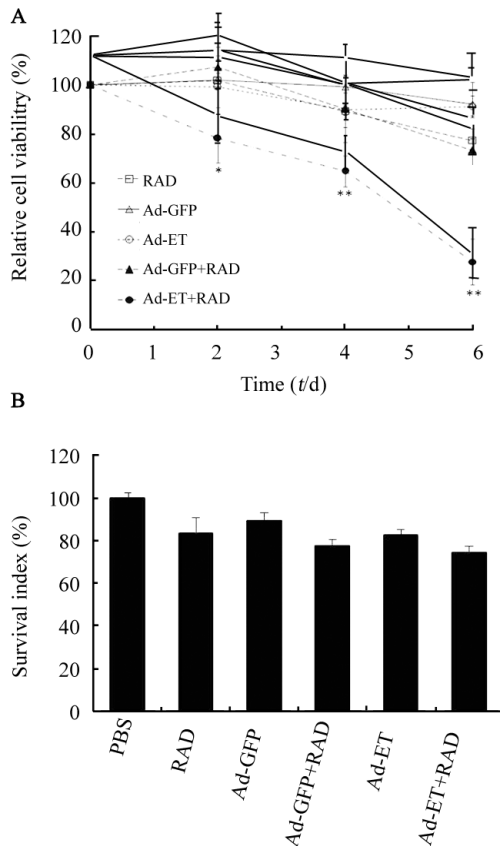 A
120
100
80
60
40
20
0
Relative cell viabilitry (%)
RAD
Ad-GFP
Ad-ET
Ad-GFP+RAD
Ad-ET+RAD
*
**
**
0 1 2 3 4 5 6
Time (t/d)
B
120
100
80
60
40
20
0
Survival index (%)
PBS
RAD
Ad-GFP
Ad-GFP+RAD
Ad-ET
Ad-ET+RAD